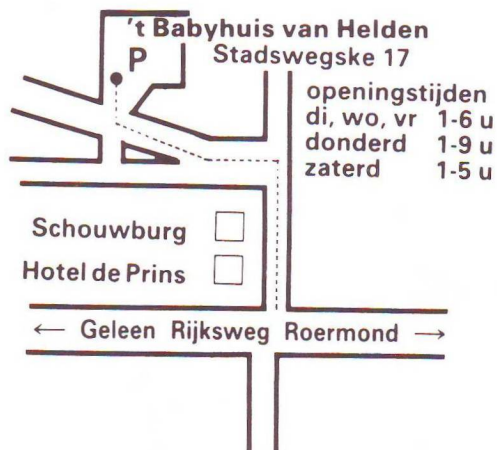 't Babyhuis van Helden
Stadswegske 17
P
openingstijden
di, wo, vr 1-6 u
donderd 1-9 u
zaterd 1-5 u
Schouwburg
Hotel de Prins
← Geleen Rijksweg Roermond →